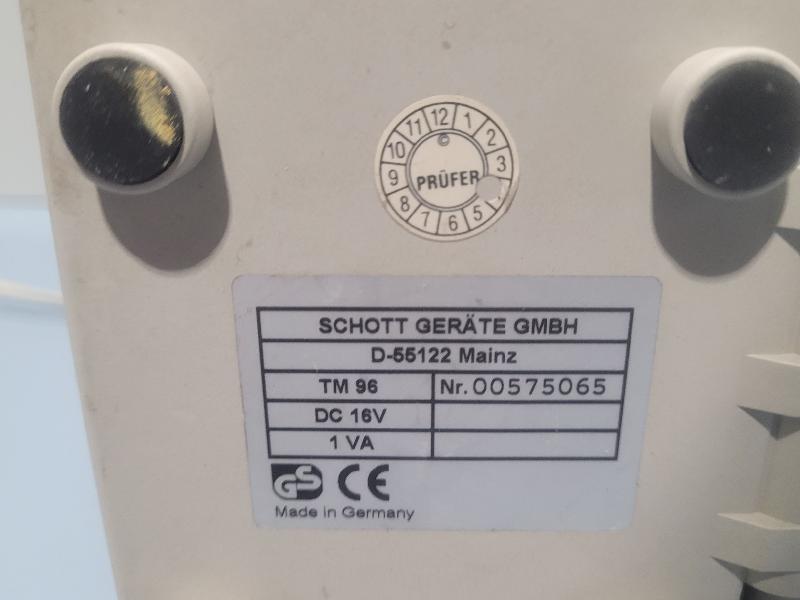 12
1
2
3
5
6
7
8
9
10
11
©
PRÜFER
SCHOTT GERÄTE GMBH
D-55122 Mainz
TM 96 Nr. 00575065
DC 16V
1 VA
GS CE
Made in Germany